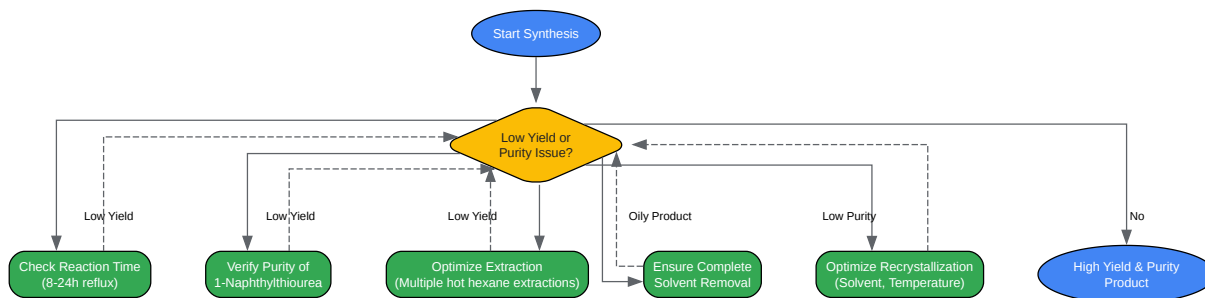 Start Synthesis
Low Yield or
Purity Issue?
Low Yield
Low Yield
Low Yield
Oily Product
Low Purity
No
Check Reaction Time
(8-24h reflux)
Verify Purity of
1-Naphthylthiourea
Optimize Extraction
(Multiple hot hexane extractions)
Ensure Complete
Solvent Removal
Optimize Recrystallization
(Solvent, Temperature)
High Yield & Purity
Product